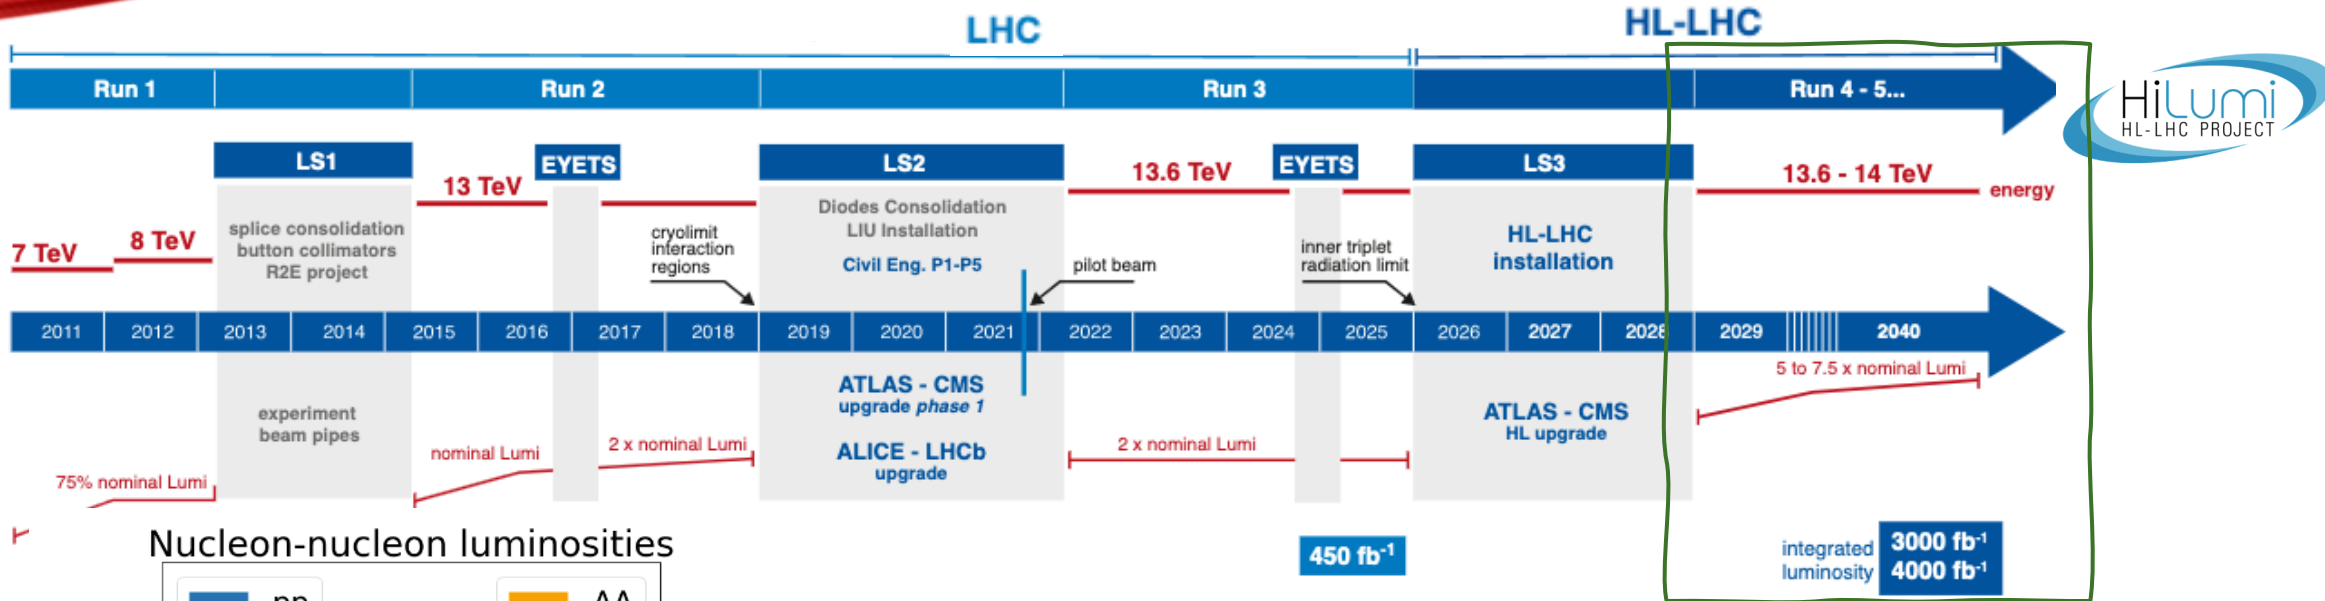 LHC
HL-LHC
Run 1
Run 2
Run 3
Run 4 - 5...
HiLumi
HL-LHC PROJECT
LS1
EYETS
LS2
EYETS
LS3
13 TeV
13.6 TeV
13.6 - 14 TeV
energy
7 TeV
8 TeV
splice consolidation
button collimators
R2E project
cryolimit
interaction
regions
Diodes Consolidation
LIU Installation
Civil Eng. P1-P5
pilot beam
inner triplet
radiation limit
HL-LHC
installation
2011
2012
2013
2014
2015
2016
2017
2018
2019
2020
2021
2022
2023
2024
2025
2026
2027
2028
2029
2040
5 to 7.5 x nominal Lumi
experiment
beam pipes
ATLAS - CMS
upgrade phase 1
ALICE - LHCb
upgrade
ATLAS - CMS
HL upgrade
75% nominal Lumi
nominal Lumi
2 x nominal Lumi
2 x nominal Lumi
450 fb⁻¹
integrated
luminosity
3000 fb⁻¹
4000 fb⁻¹
Nucleon-nucleon luminosities
pp
AA